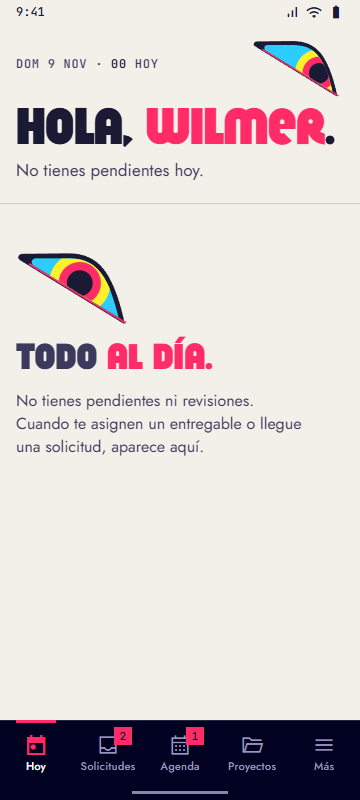 9:41
DOM 9 NOV · 00 HOY
HOLA, WILMER.
No tienes pendientes hoy.
TODO AL DÍA.
No tienes pendientes ni revisiones.
Cuando te asignen un entregable o llegue
una solicitud, aparece aquí.
2
1
Hoy
Solicitudes
Agenda
Proyectos
Más